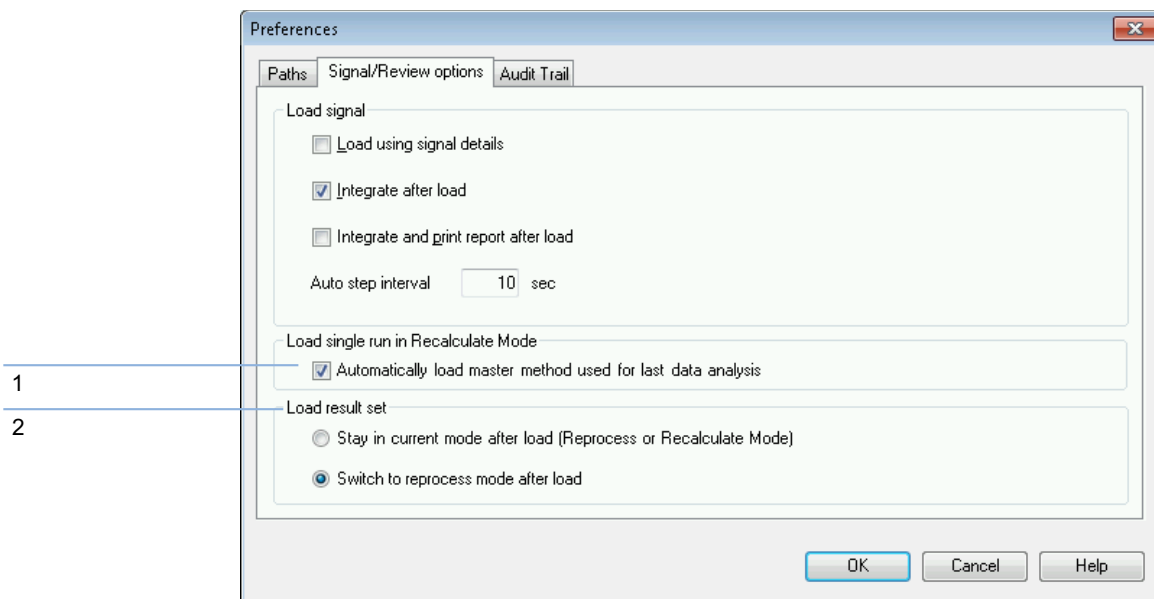 Preferences
Paths
Signal/Review options
Audit Trail
Load signal
Load using signal details
Integrate after load
Integrate and print report after load
Auto step interval 10 sec
Load single run in Recalculate Mode
1
Automatically load master method used for last data analysis
2
Load result set
Stay in current mode after load (Reprocess or Recalculate Mode)
Switch to reprocess mode after load
OK
Cancel
Help